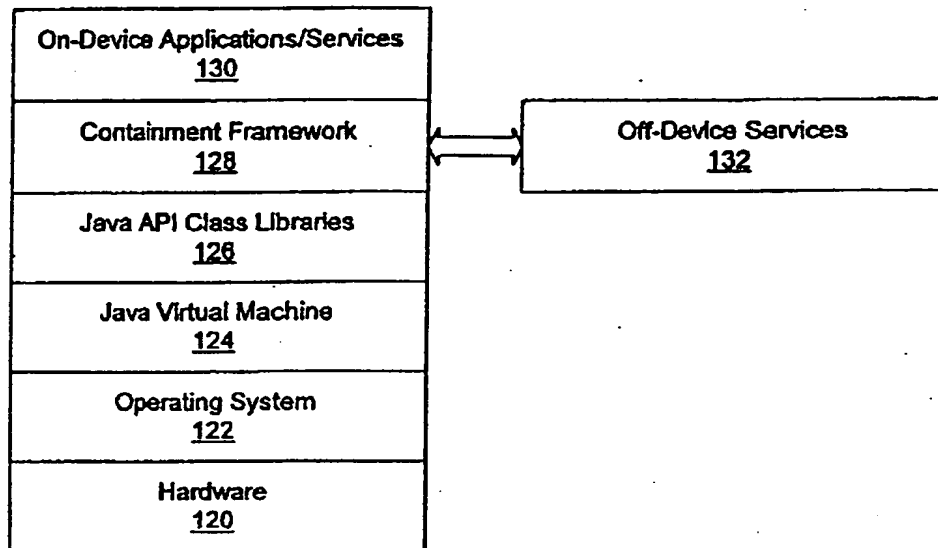 On-Device Applications/Services
130
Containment Framework
128
Off-Device Services
132
Java API Class Libraries
126
Java Virtual Machine
124
Operating System
122
Hardware
120